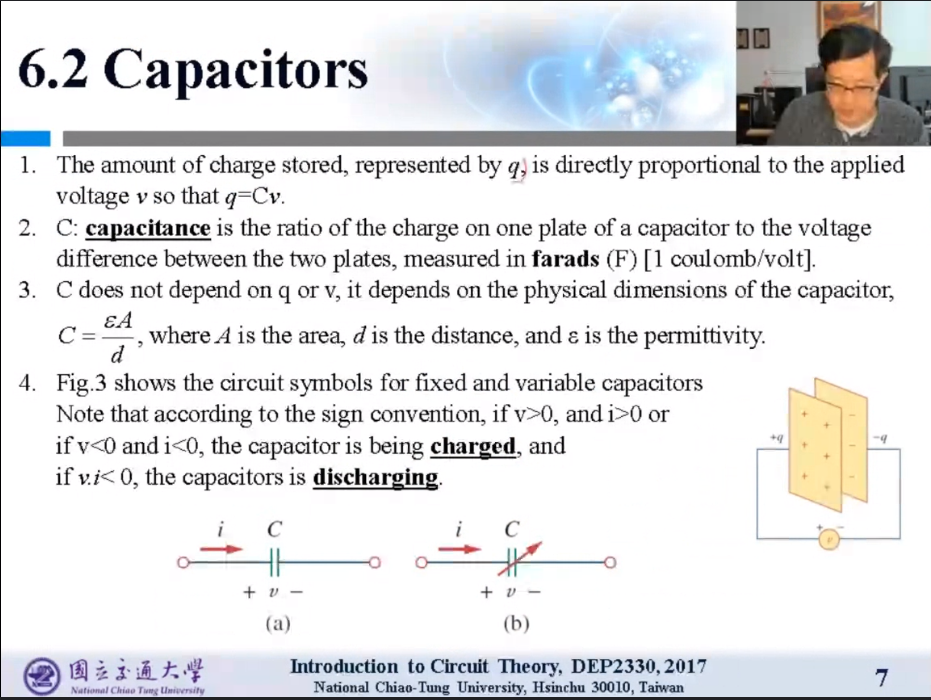 6.2 Capacitors
1. The amount of charge stored, represented by q, is directly proportional to the applied
voltage v so that q=Cv.
2. C: capacitance is the ratio of the charge on one plate of a capacitor to the voltage
difference between the two plates, measured in farads (F) [1 coulomb/volt].
3. C does not depend on q or v, it depends on the physical dimensions of the capacitor,
C = εA/d, where A is the area, d is the distance, and ε is the permittivity.
4. Fig.3 shows the circuit symbols for fixed and variable capacitors
Note that according to the sign convention, if v>0, and i>0 or
if v<0 and i<0, the capacitor is being charged, and
if v.i< 0, the capacitors is discharging.
+q −q
+ −
v
i C
+ v −
(a)
i C
+ v −
(b)
國立交通大學
National Chiao Tung University
Introduction to Circuit Theory, DEP2330, 2017
National Chiao-Tung University, Hsinchu 30010, Taiwan
7